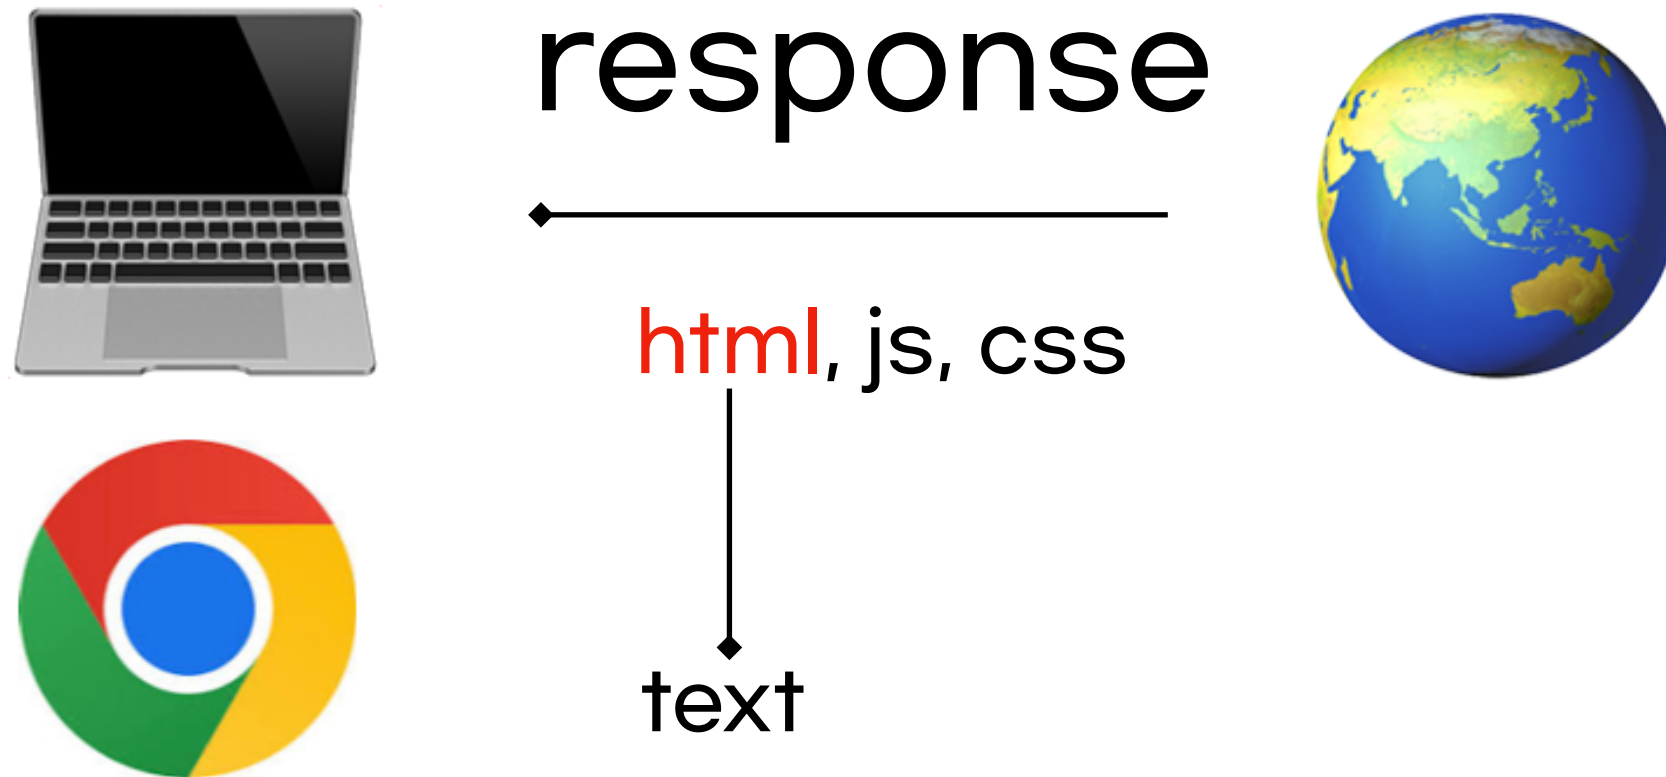 response
html, js, css
text